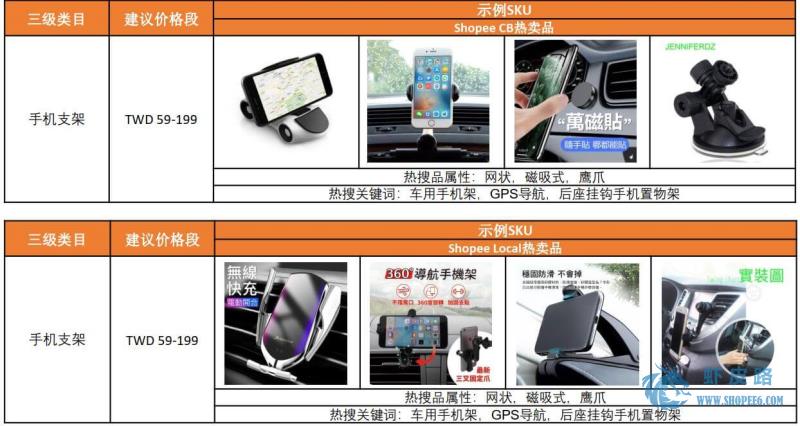 三级类目 建议价格段 示例SKU
Shopee CB热卖品
手机支架 TWD 59-199
JENNIFERDZ
“萬磁貼”
隨手貼 哪都能貼
热搜品属性：网状，磁吸式，鹰爪
热搜关键词：车用手机架，GPS导航，后座挂钩手机置物架
三级类目 建议价格段 示例SKU
Shopee Local热卖品
手机支架 TWD 59-199
無線
快充
電動開合
360°導航手機架
不擋風口 360度旋轉 加固支點
最新
三叉固定爪
穩固防滑 不會掉
實裝圖
热搜品属性：网状，磁吸式，鹰爪
热搜关键词：车用手机架，GPS导航，后座挂钩手机置物架
虾皮路
WWW.SHOPEE6.COM